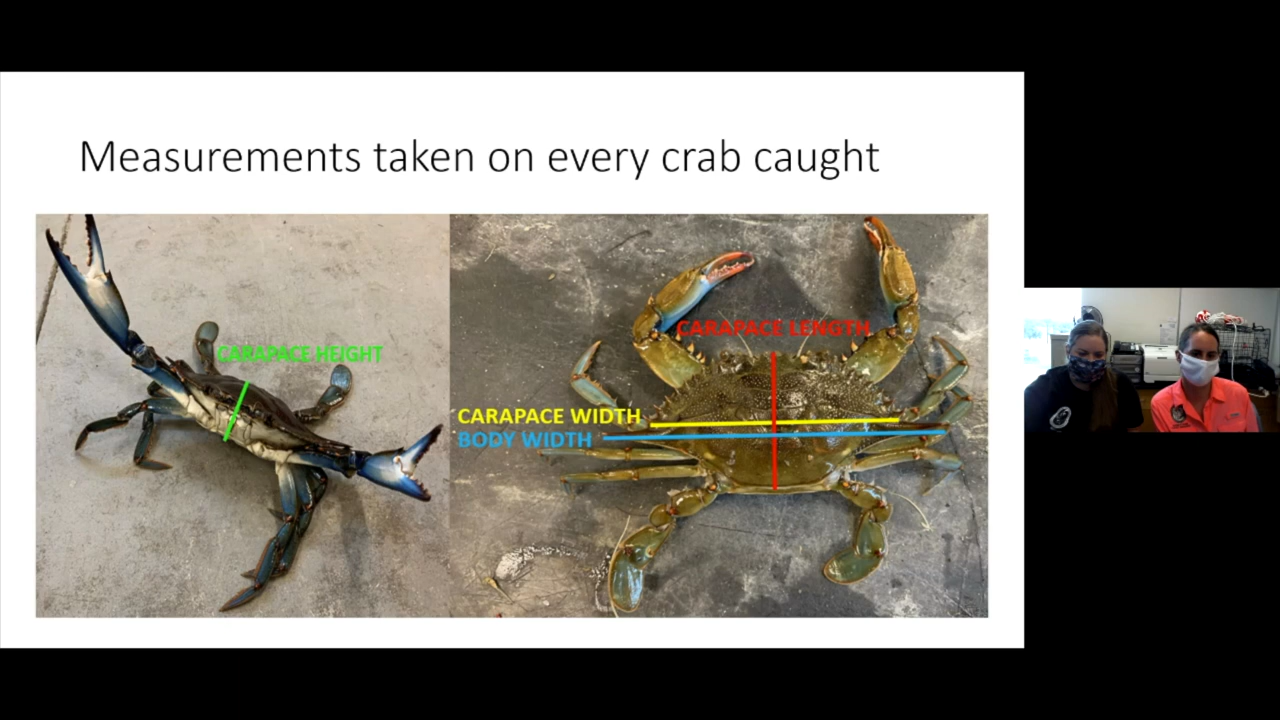 Measurements taken on every crab caught
CARAPACE HEIGHT
CARAPACE LENGTH
CARAPACE WIDTH
BODY WIDTH